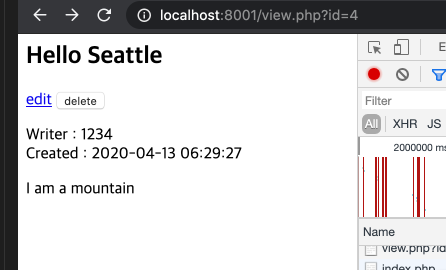 localhost:8001/view.php?id=4
Hello Seattle
edit delete
Writer : 1234
Created : 2020-04-13 06:29:27
I am a mountain
Filter
All XHR JS
2000000 ms
Name
view.php?id
index.php